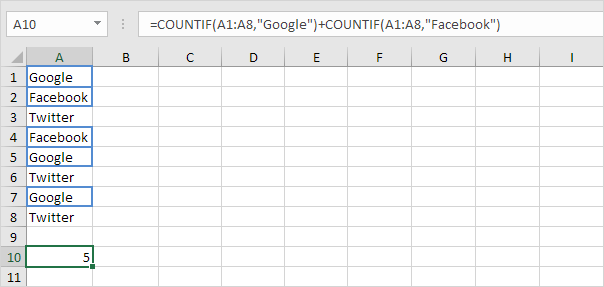 A10 =COUNTIF(A1:A8,"Google")+COUNTIF(A1:A8,"Facebook")
A B C D E F G H I
1 Google
2 Facebook
3 Twitter
4 Facebook
5 Google
6 Twitter
7 Google
8 Twitter
9
10 5
11